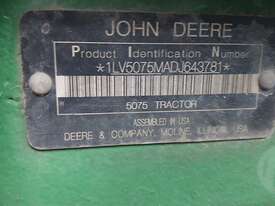 JOHN DEERE
Product Identification Number
*1LV5075MADJ643781*
5075 TRACTOR
ASSEMBLED IN USA
DEERE & COMPANY, MOLINE, ILLINOIS, USA